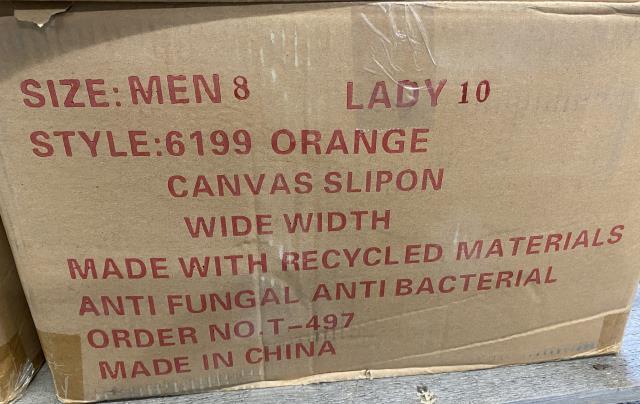 SIZE: MEN 8 LADY 10
STYLE:6199 ORANGE
CANVAS SLIPON
WIDE WIDTH
MADE WITH RECYCLED MATERIALS
ANTI FUNGAL ANTI BACTERIAL
ORDER NO.T-497
MADE IN CHINA